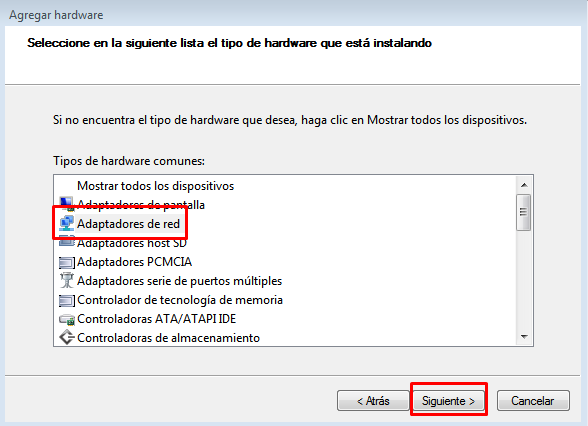 Agregar hardware
Seleccione en la siguiente lista el tipo de hardware que está instalando
Si no encuentra el tipo de hardware que desea, haga clic en Mostrar todos los dispositivos.
Tipos de hardware comunes:
Mostrar todos los dispositivos
Adaptadores de pantalla
Adaptadores de red
Adaptadores host SD
Adaptadores PCMCIA
Adaptadores serie de puertos múltiples
Controlador de tecnología de memoria
Controladoras ATA/ATAPI IDE
Controladoras de almacenamiento
< Atrás Siguiente > Cancelar